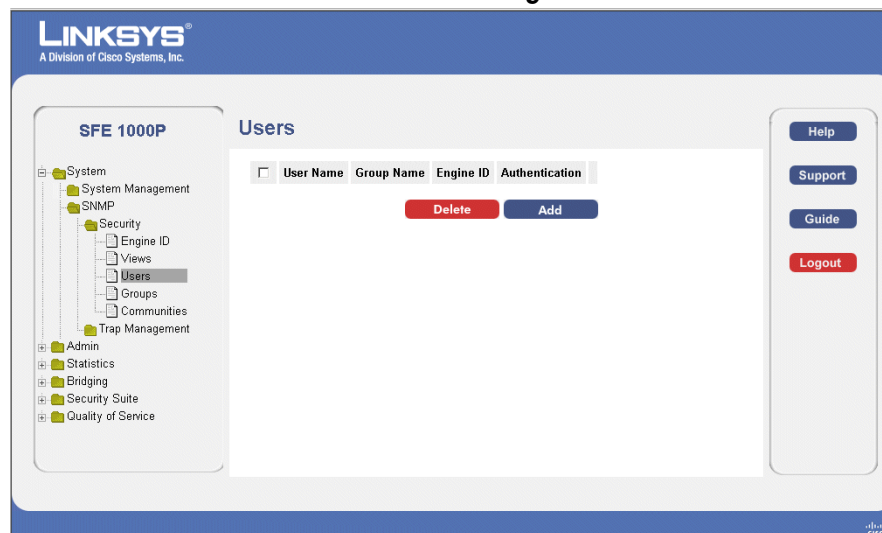 LINKSYS®
A Division of Cisco Systems, Inc.
SFE 1000P
System
System Management
SNMP
Security
Engine ID
Views
Users
Groups
Communities
Trap Management
Admin
Statistics
Bridging
Security Suite
Quality of Service
Users
User Name Group Name Engine ID Authentication
Delete Add
Help
Support
Guide
Logout